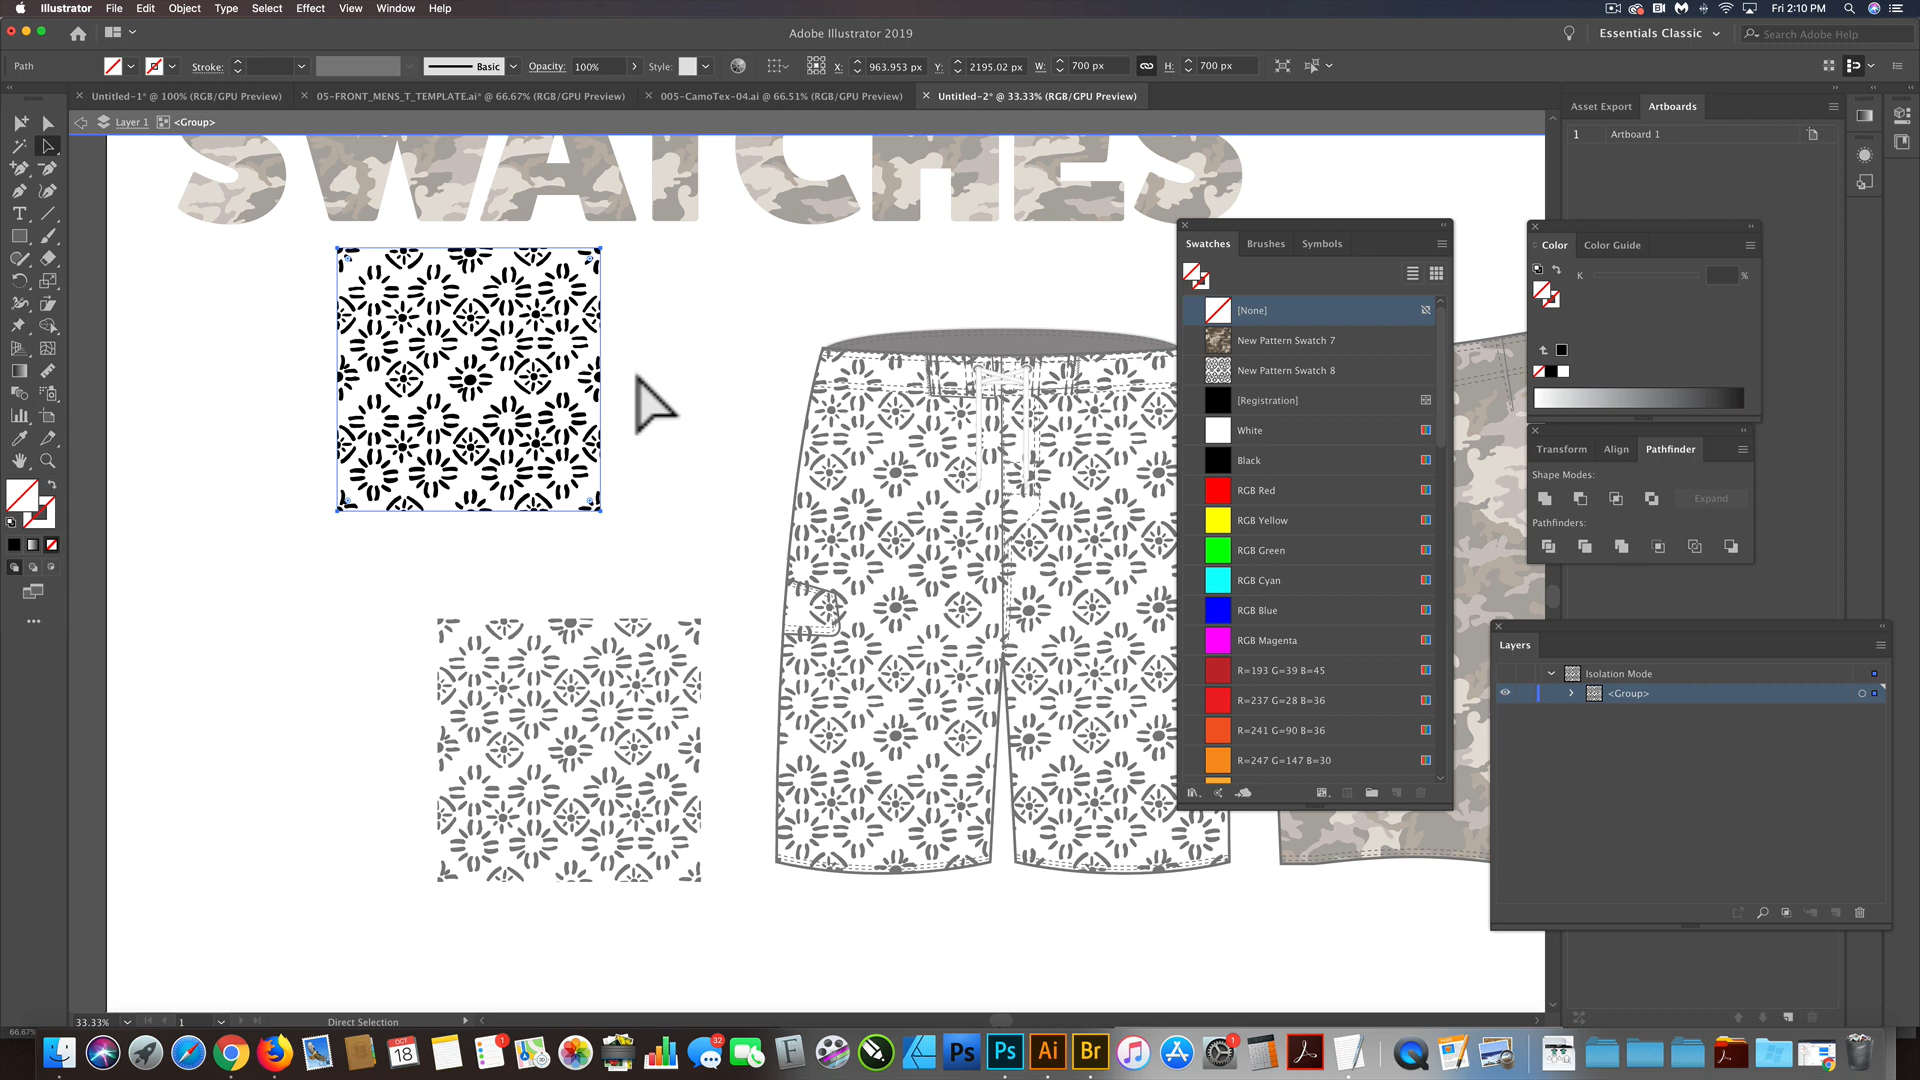 Illustrator File Edit Object Type Select Effect View Window Help
Fri 2:10 PM
Adobe Illustrator 2019
Essentials Classic
Search Adobe Help
Path
Stroke:
Basic
Opacity: 100%
Style:
X: 963.953 px
Y: 2195.02 px
W: 700 px
H: 700 px
Untitled-1* @ 100% (RGB/GPU Preview)
05-FRONT_MENS_T_TEMPLATE.ai* @ 66.67% (RGB/GPU Preview)
005-CamoTex-04.ai @ 66.51% (RGB/GPU Preview)
Untitled-2* @ 33.33% (RGB/GPU Preview)
Asset Export Artboards
Layer 1 <Group>
1 Artboard 1
SWATCHES
Swatches Brushes Symbols
[None]
New Pattern Swatch 7
New Pattern Swatch 8
[Registration]
White
Black
RGB Red
RGB Yellow
RGB Green
RGB Cyan
RGB Blue
RGB Magenta
R=193 G=39 B=45
R=237 G=28 B=36
R=241 G=90 B=36
R=247 G=147 B=30
Color Color Guide
K %
Transform Align Pathfinder
Shape Modes:
Expand
Pathfinders:
Layers
Isolation Mode
<Group>
66.67%
33.33%
1
Direct Selection
OCT
18
1
32
Ps
Ps
Ai
Br
1